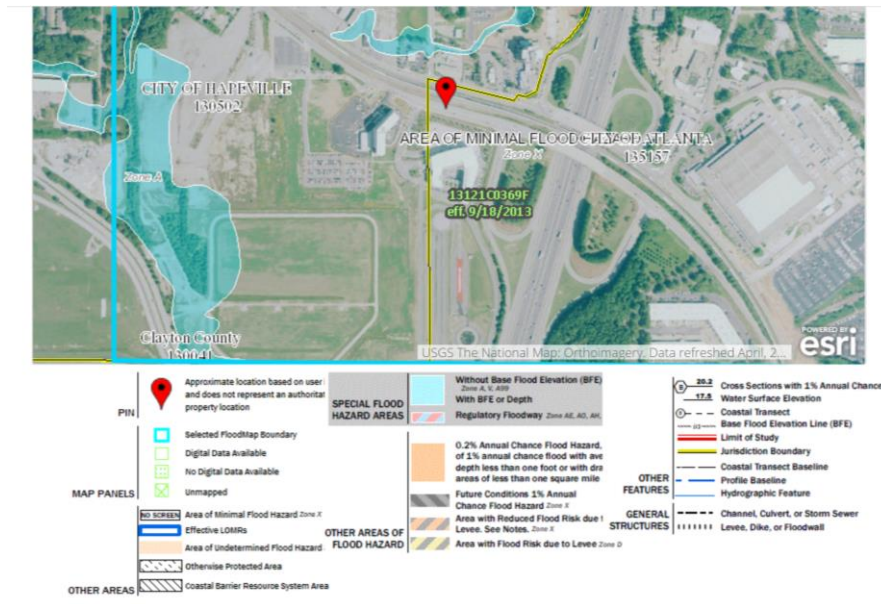 CITY OF HAPEVILLE
130502
AREA OF MINIMAL FLOOD
ATLANTA
Zone X
135157
Zone A
13121C0369F
eff. 9/18/2013
Clayton County
130041
USGS The National Map: Orthoimagery. Data refreshed April, 2...
POWERED BY
esri
PIN
Approximate location based on user
and does not represent an authoritat
property location
Selected FloodMap Boundary
Digital Data Available
No Digital Data Available
Unmapped
MAP PANELS
NO SCREEN Area of Minimal Flood Hazard Zone X
Effective LOMRs
Area of Undetermined Flood Hazard
Otherwise Protected Area
Coastal Barrier Resource System Area
OTHER AREAS
SPECIAL FLOOD
HAZARD AREAS
Without Base Flood Elevation (BFE)
Zone A, V, A99
With BFE or Depth
Regulatory Floodway Zone AE, AO, AH,
0.2% Annual Chance Flood Hazard,
of 1% annual chance flood with ave
depth less than one foot or with dra
areas of less than one square mile
Future Conditions 1% Annual
Chance Flood Hazard Zone X
Area with Reduced Flood Risk due t
Levee. See Notes. Zone X
Area with Flood Risk due to Levee Zone D
OTHER AREAS OF
FLOOD HAZARD
20.2 Cross Sections with 1% Annual Chance
17.5 Water Surface Elevation
Coastal Transect
Base Flood Elevation Line (BFE)
Limit of Study
Jurisdiction Boundary
Coastal Transect Baseline
Profile Baseline
Hydrographic Feature
OTHER
FEATURES
Channel, Culvert, or Storm Sewer
Levee, Dike, or Floodwall
GENERAL
STRUCTURES